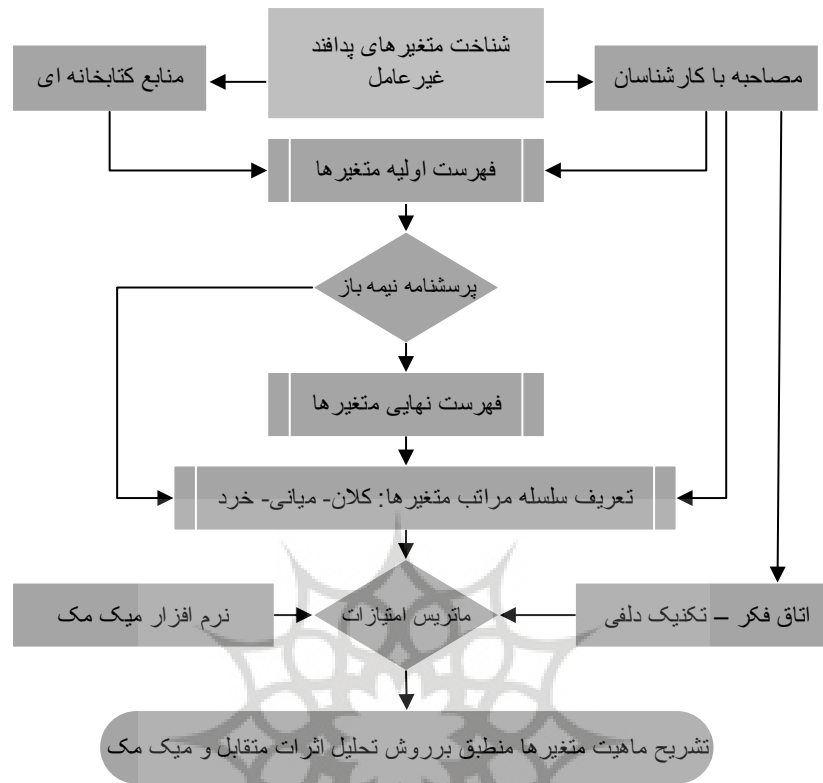 شناخت متغیرهای پدافند
غیرعامل
مصاحبه با کارشناسان
منابع کتابخانه ای
فهرست اولیه متغیرها
پرسشنامه نیمه باز
فهرست نهایی متغیرها
تعریف سلسله مراتب متغیرها: کلان- میانی- خرد
اتاق فکر – تکنیک دلفی
ماتریس امتیازات
نرم افزار میک مک
تشریح ماهیت متغیرها منطبق برروش تحلیل اثرات متقابل و میک مک